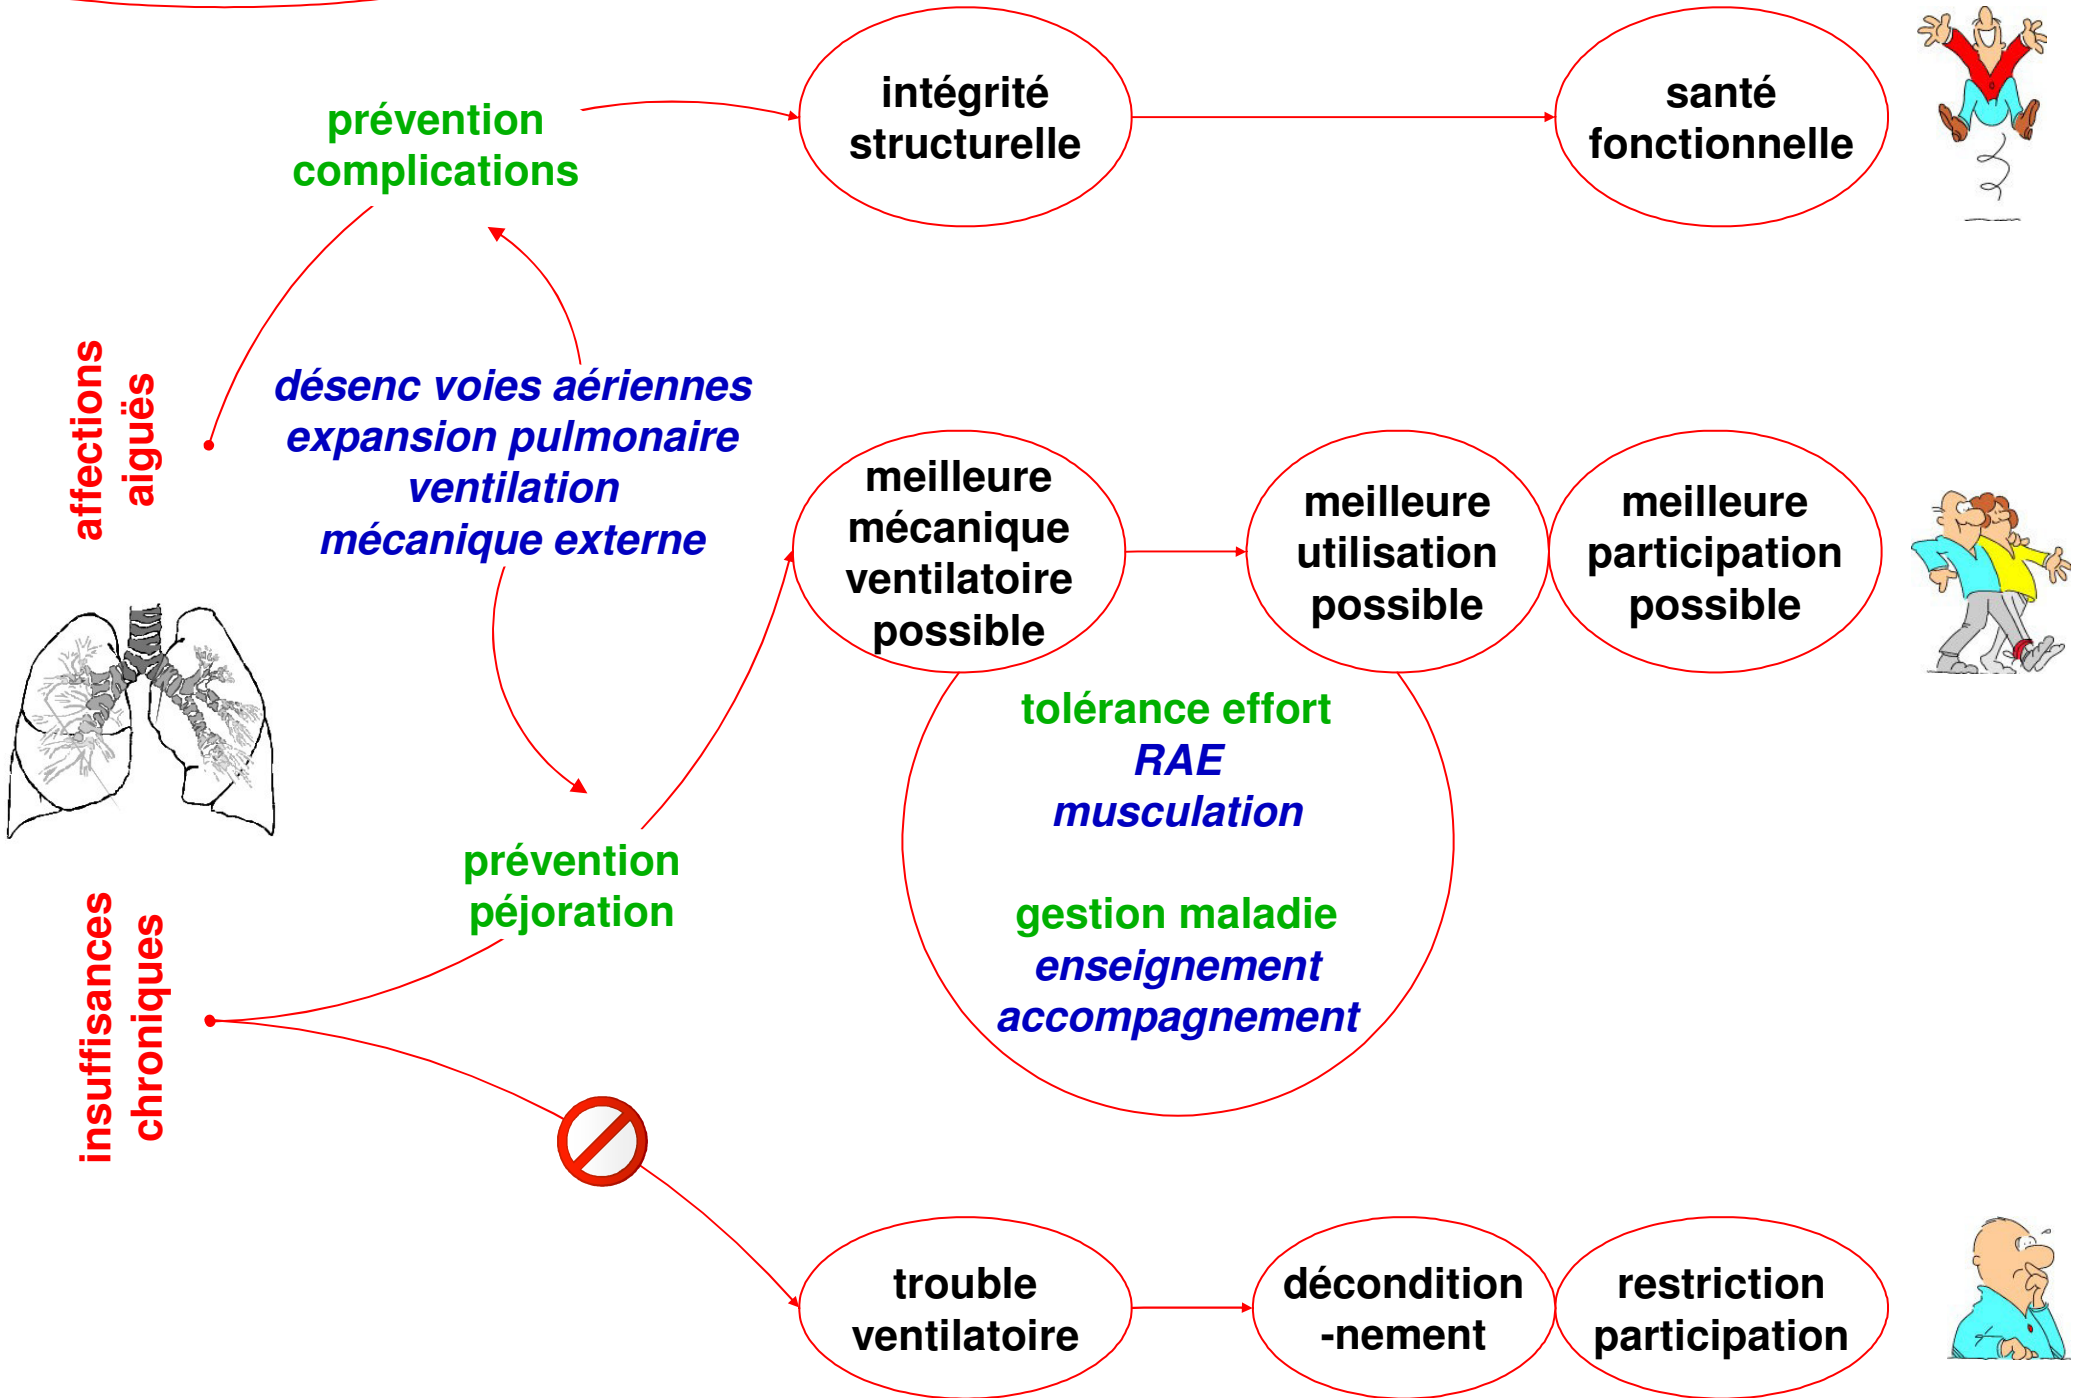 prévention
complications
intégrité
structurelle
santé
fonctionnelle
affections
aiguës
désenc voies aériennes
expansion pulmonaire
ventilation
mécanique externe
meilleure
mécanique
ventilatoire
possible
meilleure
utilisation
possible
meilleure
participation
possible
tolérance effort
RAE
musculation
gestion maladie
enseignement
accompagnement
prévention
péjoration
insuffisances
chroniques
trouble
ventilatoire
décondition
-nement
restriction
participation